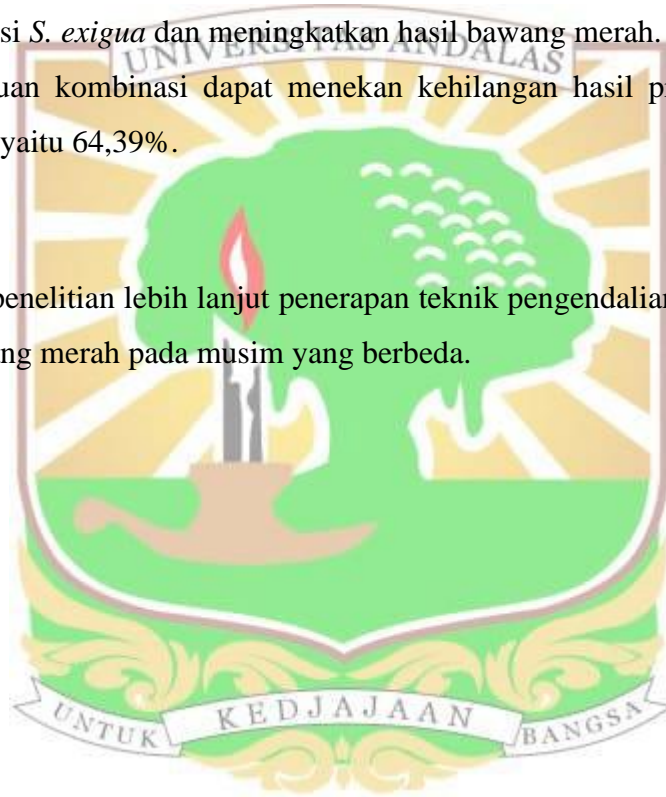 si S. exigua dan meningkatkan hasil bawang merah.
UNIVERSITAS ANDALAS
uan kombinasi dapat menekan kehilangan hasil
yaitu 64,39%.
penelitian lebih lanjut penerapan teknik pengendalian
ng merah pada musim yang berbeda.
UNTUK KEDJAJAAN BANGSA